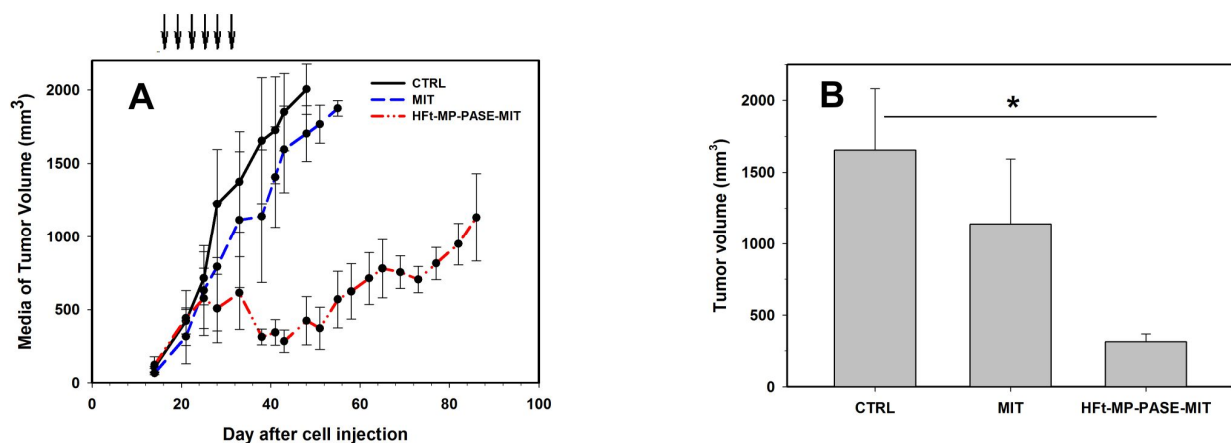 A
CTRL
MIT
HFt-MP-PASE-MIT
Media of Tumor Volume (mm3)
2000
1500
1000
500
0
0 20 40 60 80 100
Day after cell injection
B
*
Tumor volume (mm3)
2000
1500
1000
500
0
CTRL MIT HFt-MP-PASE-MIT